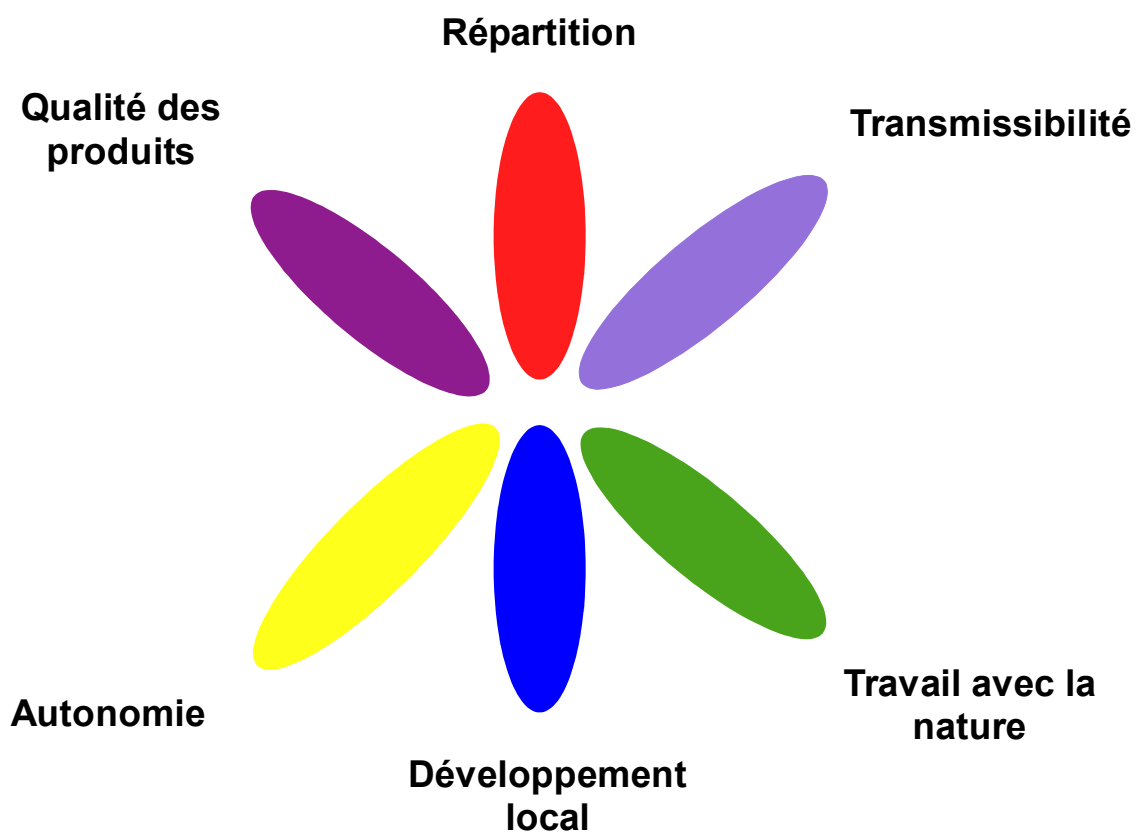 Répartition
Qualité des
produits
Transmissibilité
Autonomie
Travail avec la
nature
Développement
local